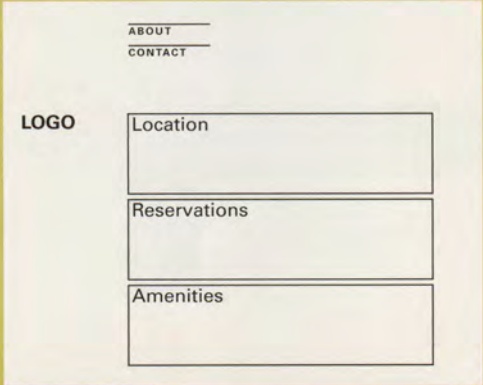 ABOUT
CONTACT
LOGO
Location
Reservations
Amenities